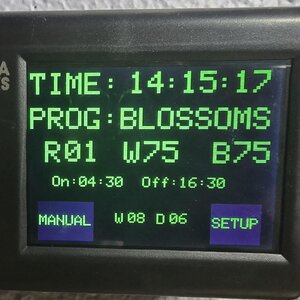 A
S
TIME: 14:15:17
PROG:BLOSSOMS
R01 W75 B75
On:04:30 Off:16:30
MANUAL W08 D06 SETUP